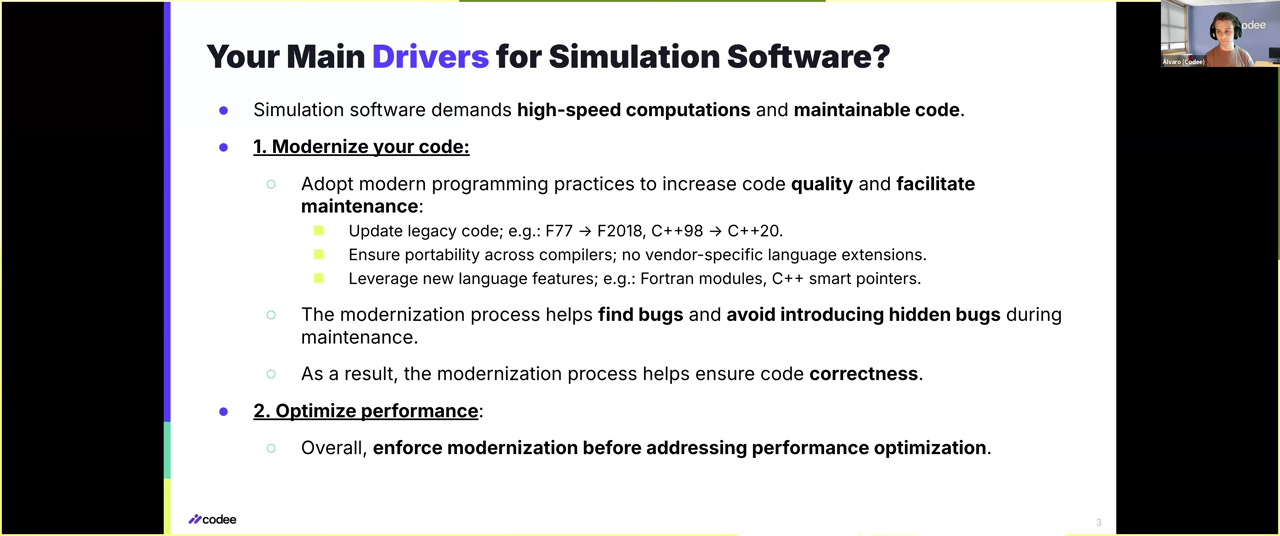 Your Main Drivers for Simulation Software?
● Simulation software demands high-speed computations and maintainable code.
● 1. Modernize your code:
○ Adopt modern programming practices to increase code quality and facilitate
maintenance:
■ Update legacy code; e.g.: F77 → F2018, C++98 → C++20.
■ Ensure portability across compilers; no vendor-specific language extensions.
■ Leverage new language features; e.g.: Fortran modules, C++ smart pointers.
○ The modernization process helps find bugs and avoid introducing hidden bugs during
maintenance.
○ As a result, the modernization process helps ensure code correctness.
● 2. Optimize performance:
○ Overall, enforce modernization before addressing performance optimization.
codee
3
odee
Álvaro (Codee)